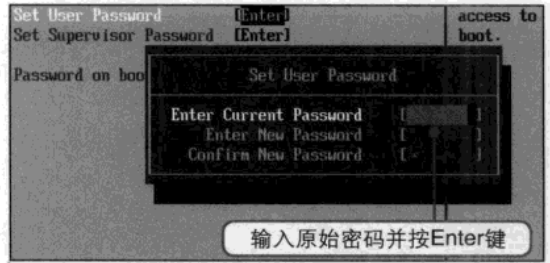 Set User Password [Enter] access to
Set Supervisor Password [Enter] boot.
Password on boo
Set User Password
Enter Current Password [ ]
Enter New Password [ ]
Confirm New Password [ ]
输入原始密码并按Enter键